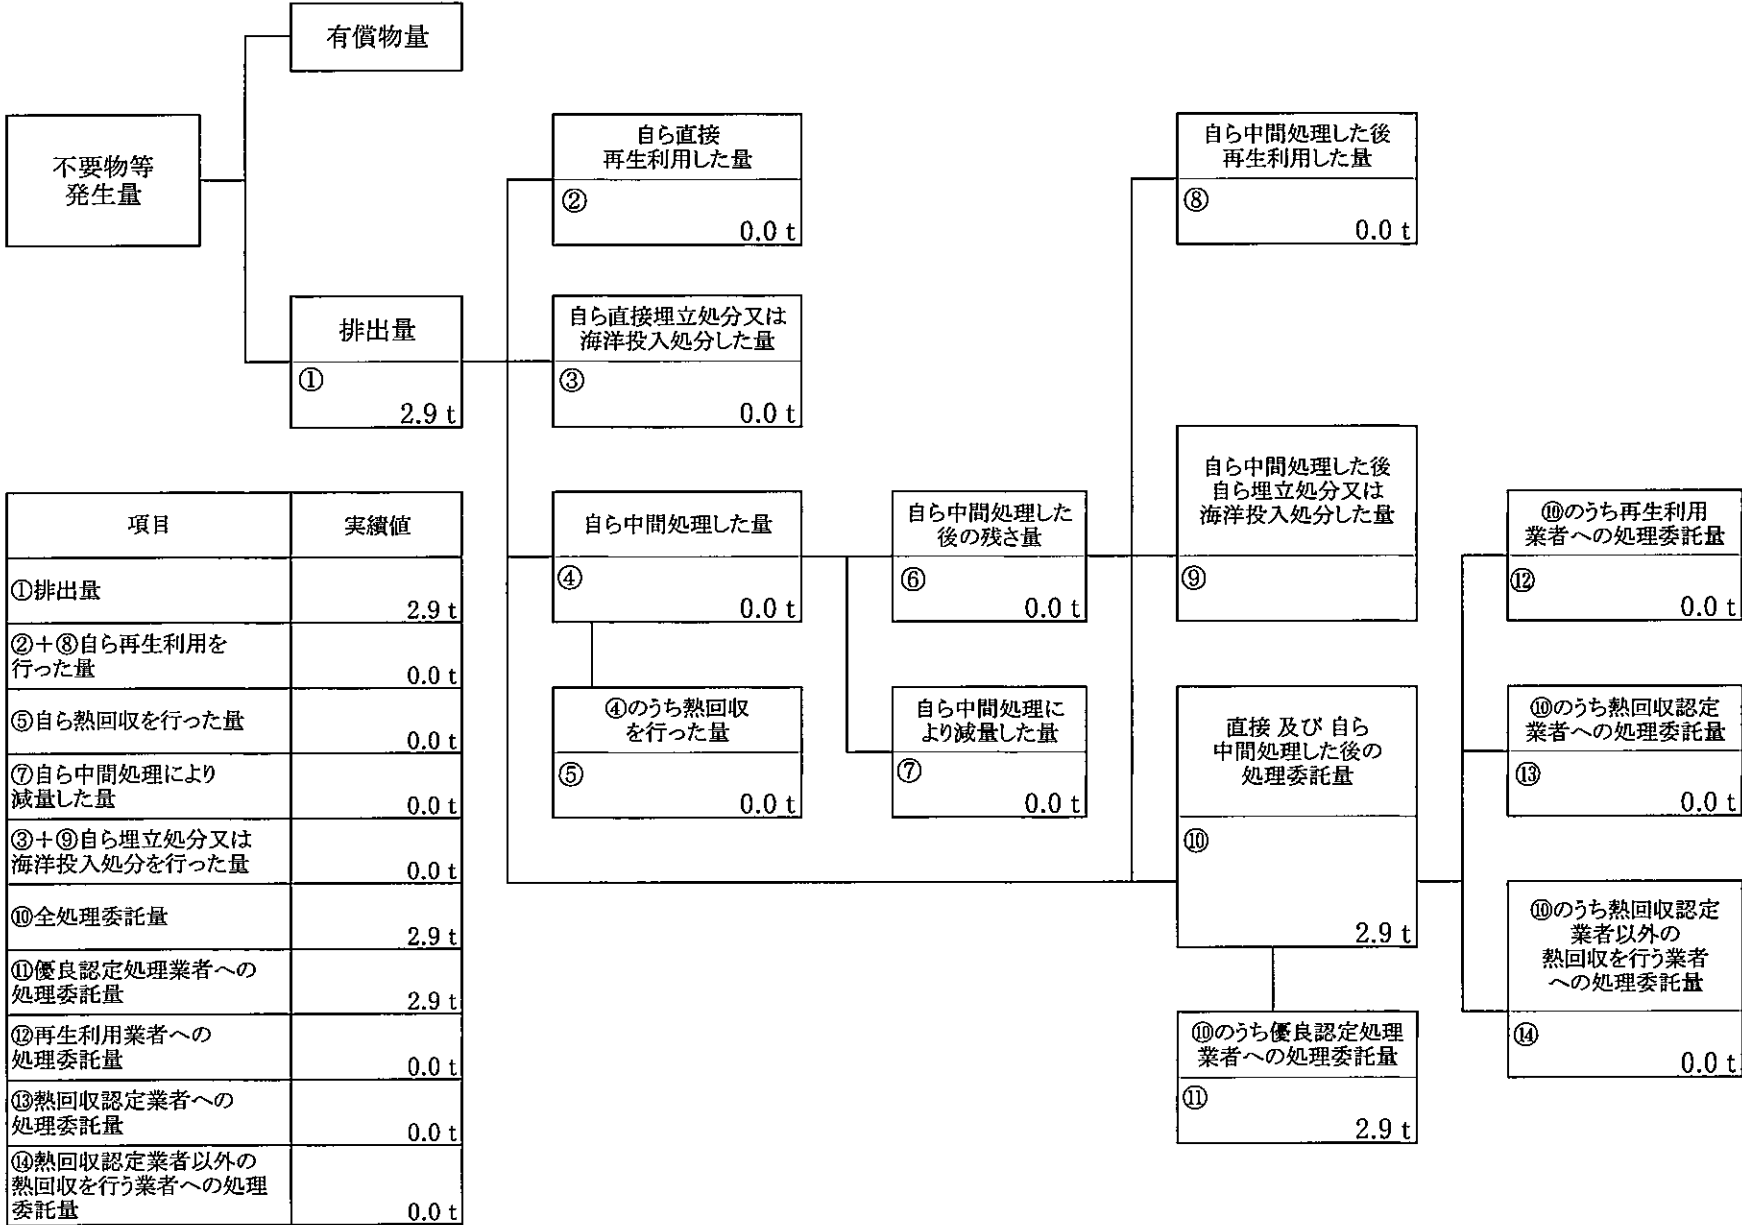 有償物量
不要物等
発生量
自ら直接
再生利用した量
②
0.0 t
自ら中間処理した後
再生利用した量
⑧
0.0 t
排出量
①
2.9 t
自ら直接埋立処分又は
海洋投入処分した量
③
0.0 t
自ら中間処理した量
④
0.0 t
自ら中間処理した
後の残さ量
⑥
0.0 t
自ら中間処理した後
自ら埋立処分又は
海洋投入処分した量
⑨
⑩のうち再生利用
業者への処理委託量
⑫
0.0 t
④のうち熱回収
を行った量
⑤
0.0 t
自ら中間処理に
より減量した量
⑦
0.0 t
直接 及び 自ら
中間処理した後の
処理委託量
⑩
2.9 t
⑩のうち熱回収認定
業者への処理委託量
⑬
0.0 t
⑩のうち熱回収認定
業者以外の
熱回収を行う業者
への処理委託量
⑭
0.0 t
⑩のうち優良認定処理
業者への処理委託量
⑪
2.9 t
項目 実績値
①排出量
2.9 t
②+⑧自ら再生利用を
行った量
0.0 t
⑤自ら熱回収を行った量
0.0 t
⑦自ら中間処理により
減量した量
0.0 t
③+⑨自ら埋立処分又は
海洋投入処分を行った量
0.0 t
⑩全処理委託量
2.9 t
⑪優良認定処理業者への
処理委託量
2.9 t
⑫再生利用業者への
処理委託量
0.0 t
⑬熱回収認定業者への
処理委託量
0.0 t
⑭熱回収認定業者以外の
熱回収を行う業者への処理
委託量
0.0 t